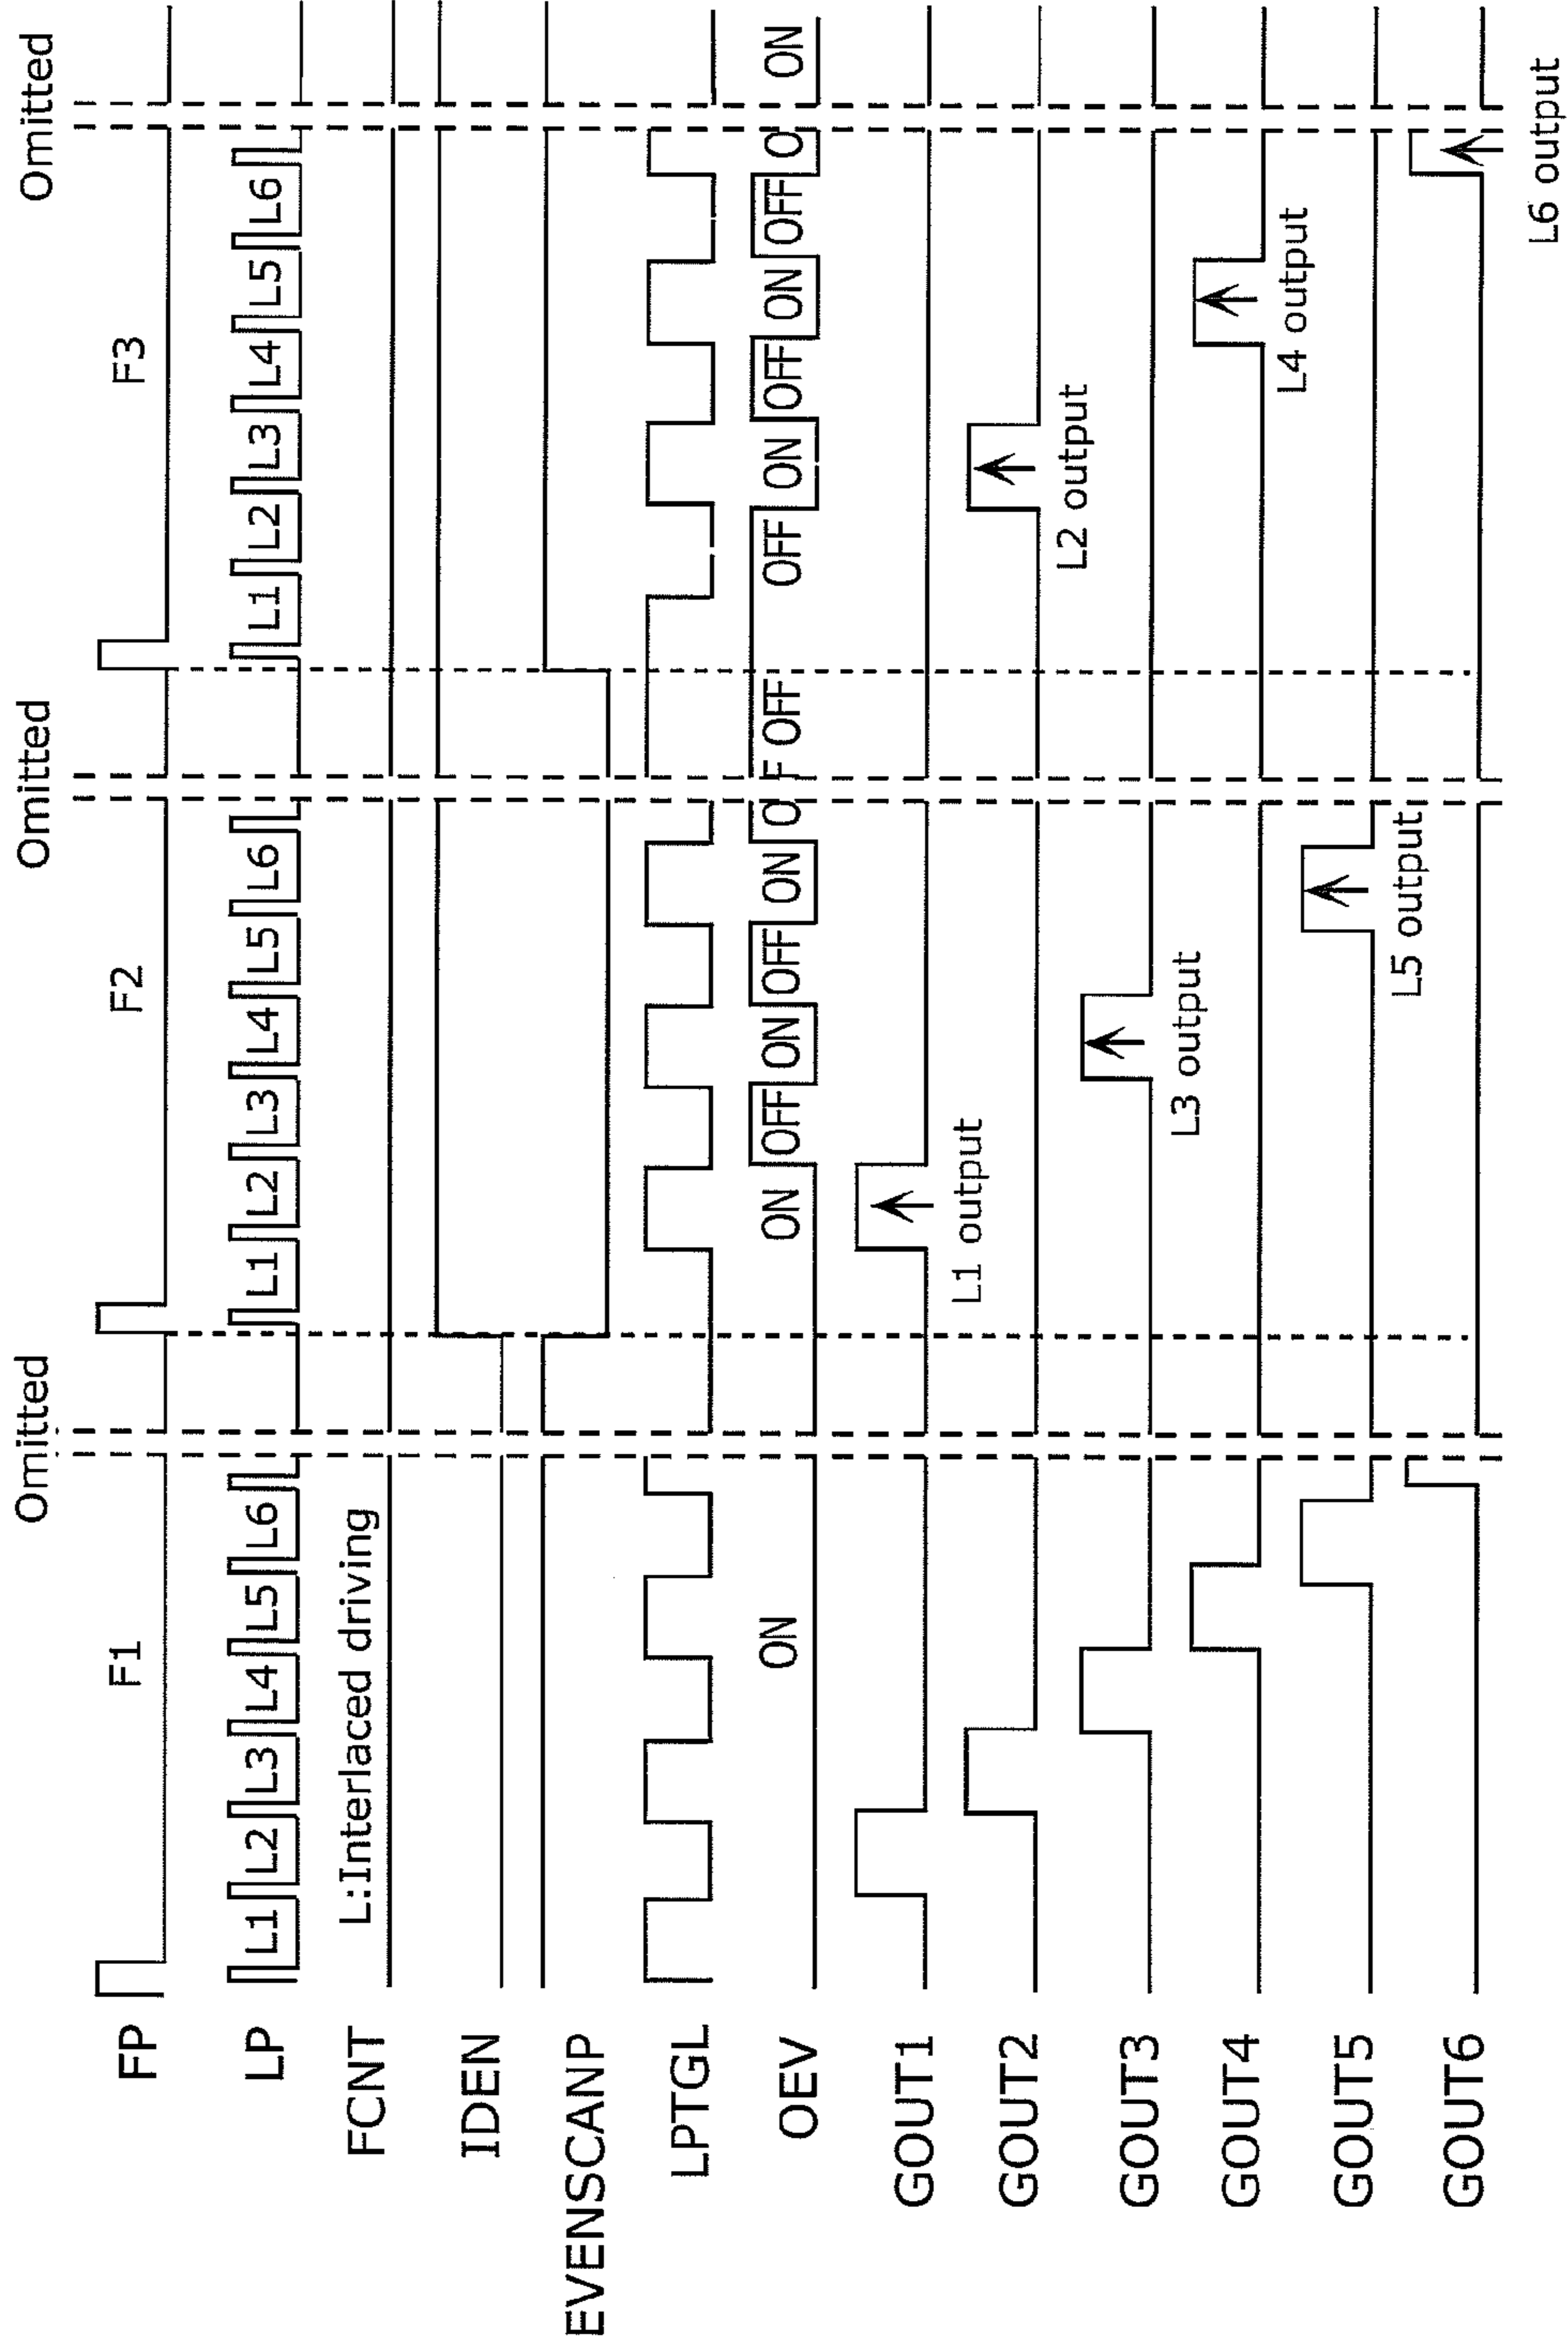 Omitted Omitted Omitted
FP F1 F2 F3
LP L1 L2 L3 L4 L5 L6 L1 L2 L3 L4 L5 L6 L1 L2 L3 L4 L5 L6
FCNT L:Interlaced driving
IDEN
EVENSCANP
LPTGL
OEV ON ON OFF ON OFF ON O F OFF OFF ON OFF ON OFF O ON
GOUT1
L1 output
GOUT2
L2 output
GOUT3
L3 output
GOUT4
L4 output
GOUT5
L5 output
GOUT6
L6 output